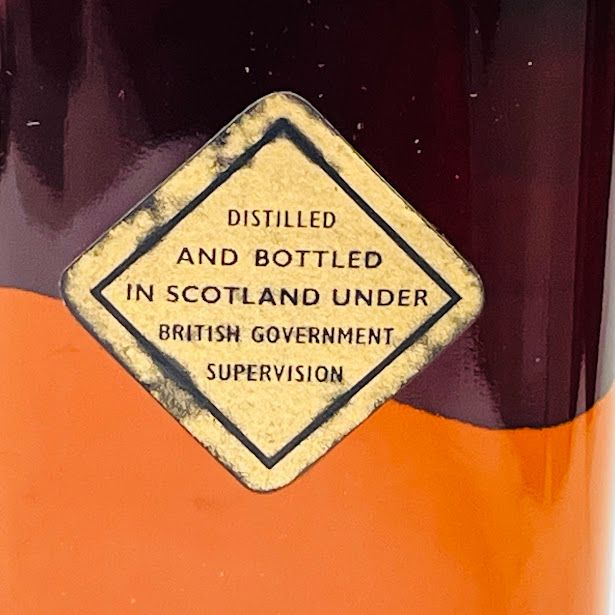 DISTILLED
AND BOTTLED
IN SCOTLAND UNDER
BRITISH GOVERNMENT
SUPERVISION